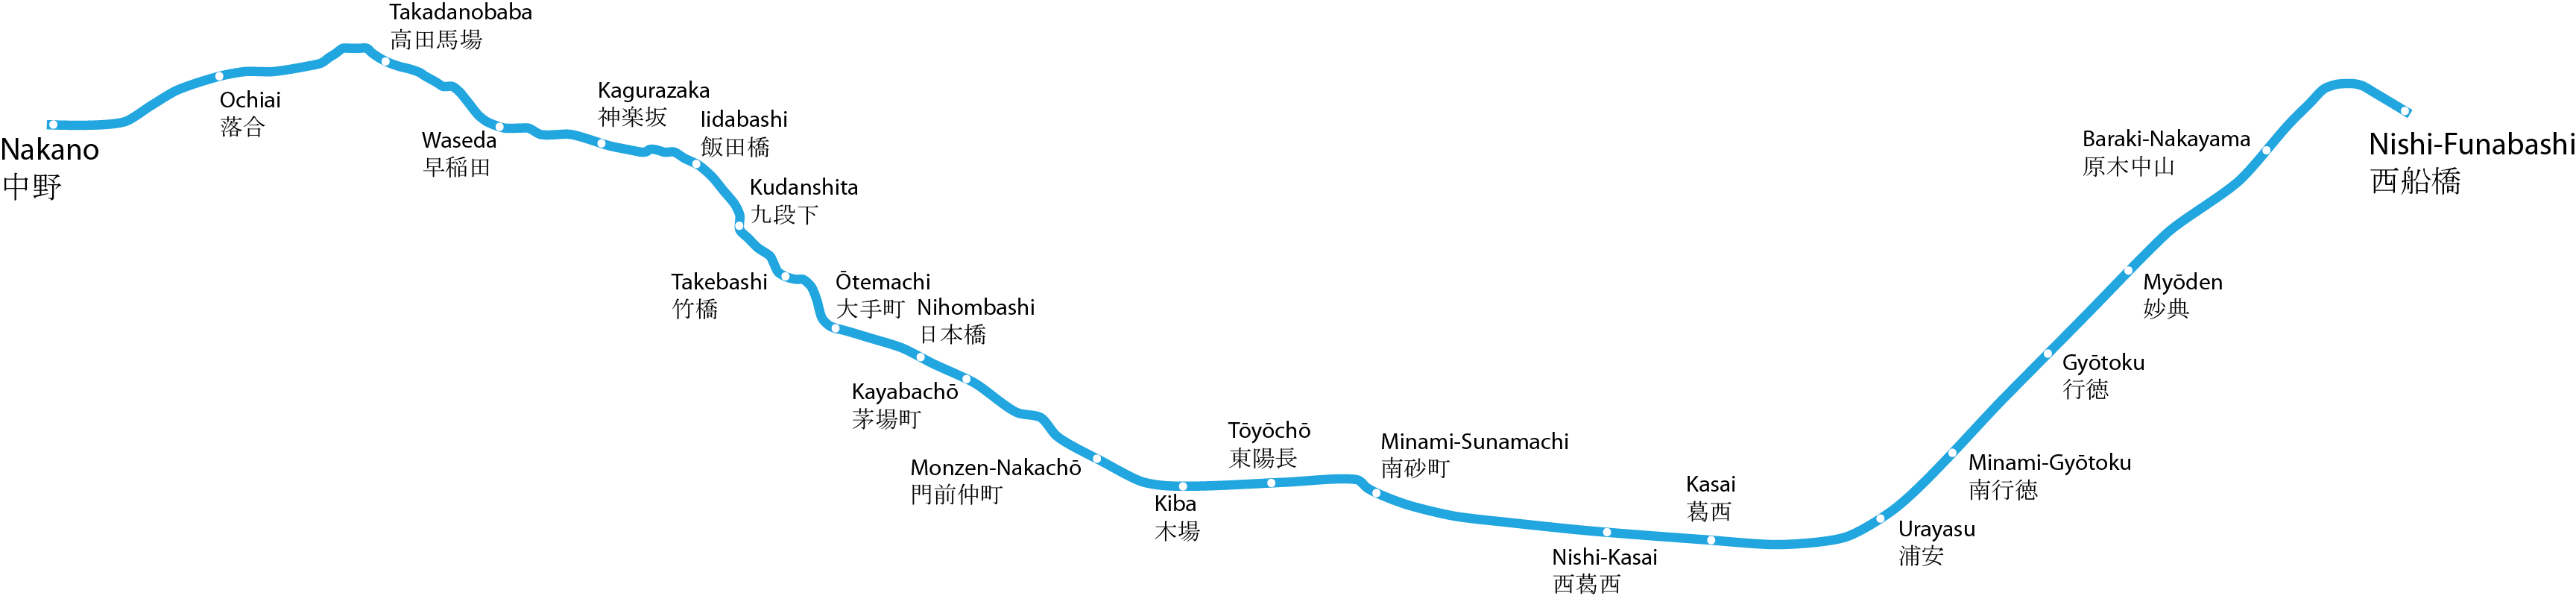 Nakano
中野
Ochiai
落合
Takadanobaba
高田馬場
Waseda
早稲田
Kagurazaka
神楽坂
Iidabashi
飯田橋
Kudanshita
九段下
Takebashi
竹橋
Ōtemachi
大手町
Nihombashi
日本橋
Kayabachō
茅場町
Monzen-Nakachō
門前仲町
Kiba
木場
Tōyōchō
東陽長
Minami-Sunamachi
南砂町
Nishi-Kasai
西葛西
Kasai
葛西
Urayasu
浦安
Minami-Gyōtoku
南行徳
Gyōtoku
行徳
Myōden
妙典
Baraki-Nakayama
原木中山
Nishi-Funabashi
西船橋